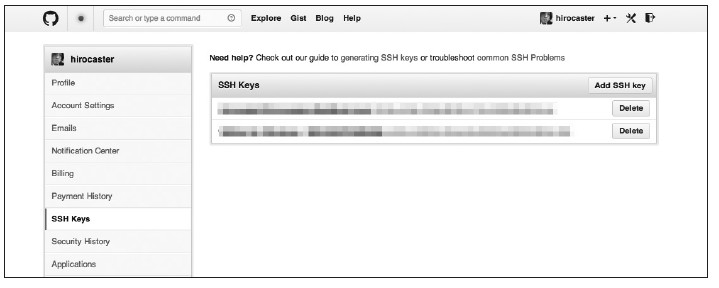 Search or type a command
Explore Gist Blog Help
hirocaster
hirocaster
Profile
Account Settings
Emails
Notification Center
Billing
Payment History
SSH Keys
Security History
Applications
Need help? Check out our guide to generating SSH keys or troubleshoot common SSH Problems
SSH Keys
Add SSH key
Delete
Delete